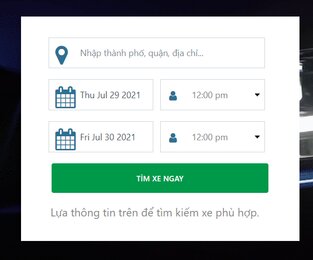 Nhập thành phố, quận, địa chỉ...
Thu Jul 29 2021
12:00 pm
Fri Jul 30 2021
12:00 pm
TÌM XE NGAY
Lựa thông tin trên để tìm kiếm xe phù hợp.